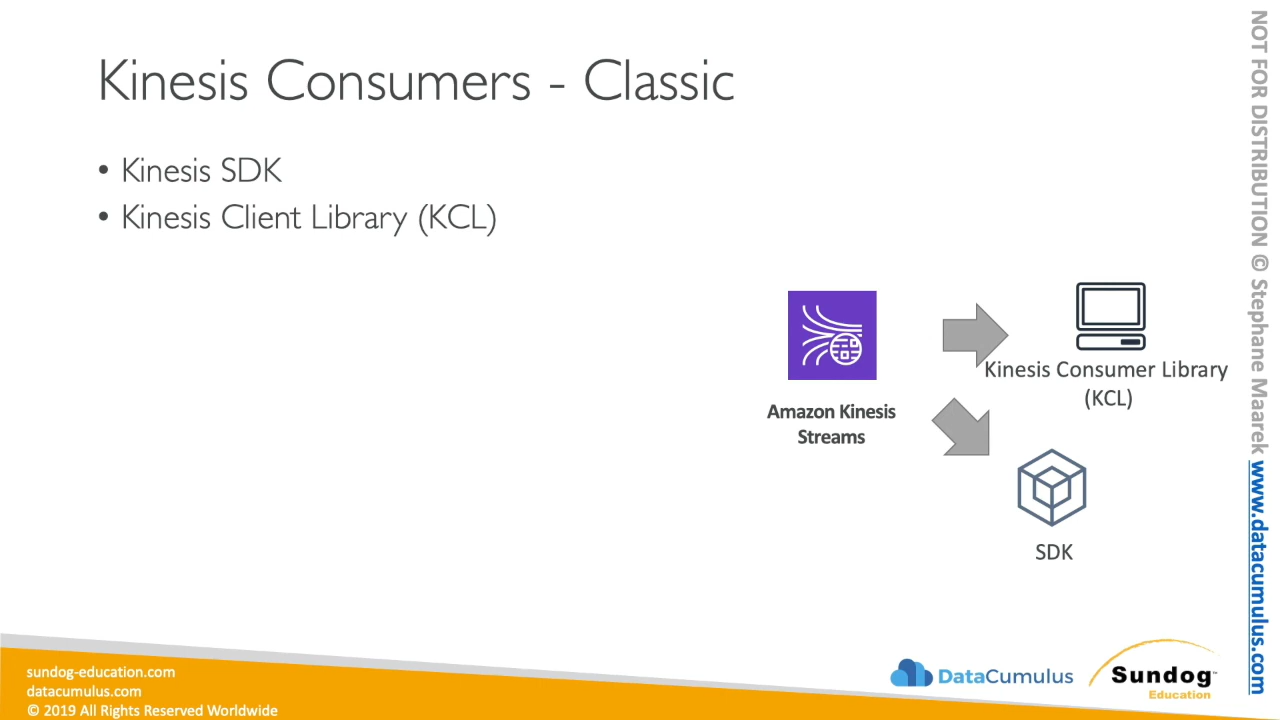 Kinesis Consumers - Classic
• Kinesis SDK
• Kinesis Client Library (KCL)
Amazon Kinesis
Streams
Kinesis Consumer Library
(KCL)
SDK
sundog-education.com
datacumulus.com
© 2019 All Rights Reserved Worldwide
DataCumulus
Sundog
Education
NOT FOR DISTRIBUTION © Stephane Maarek www.datacumulus.com